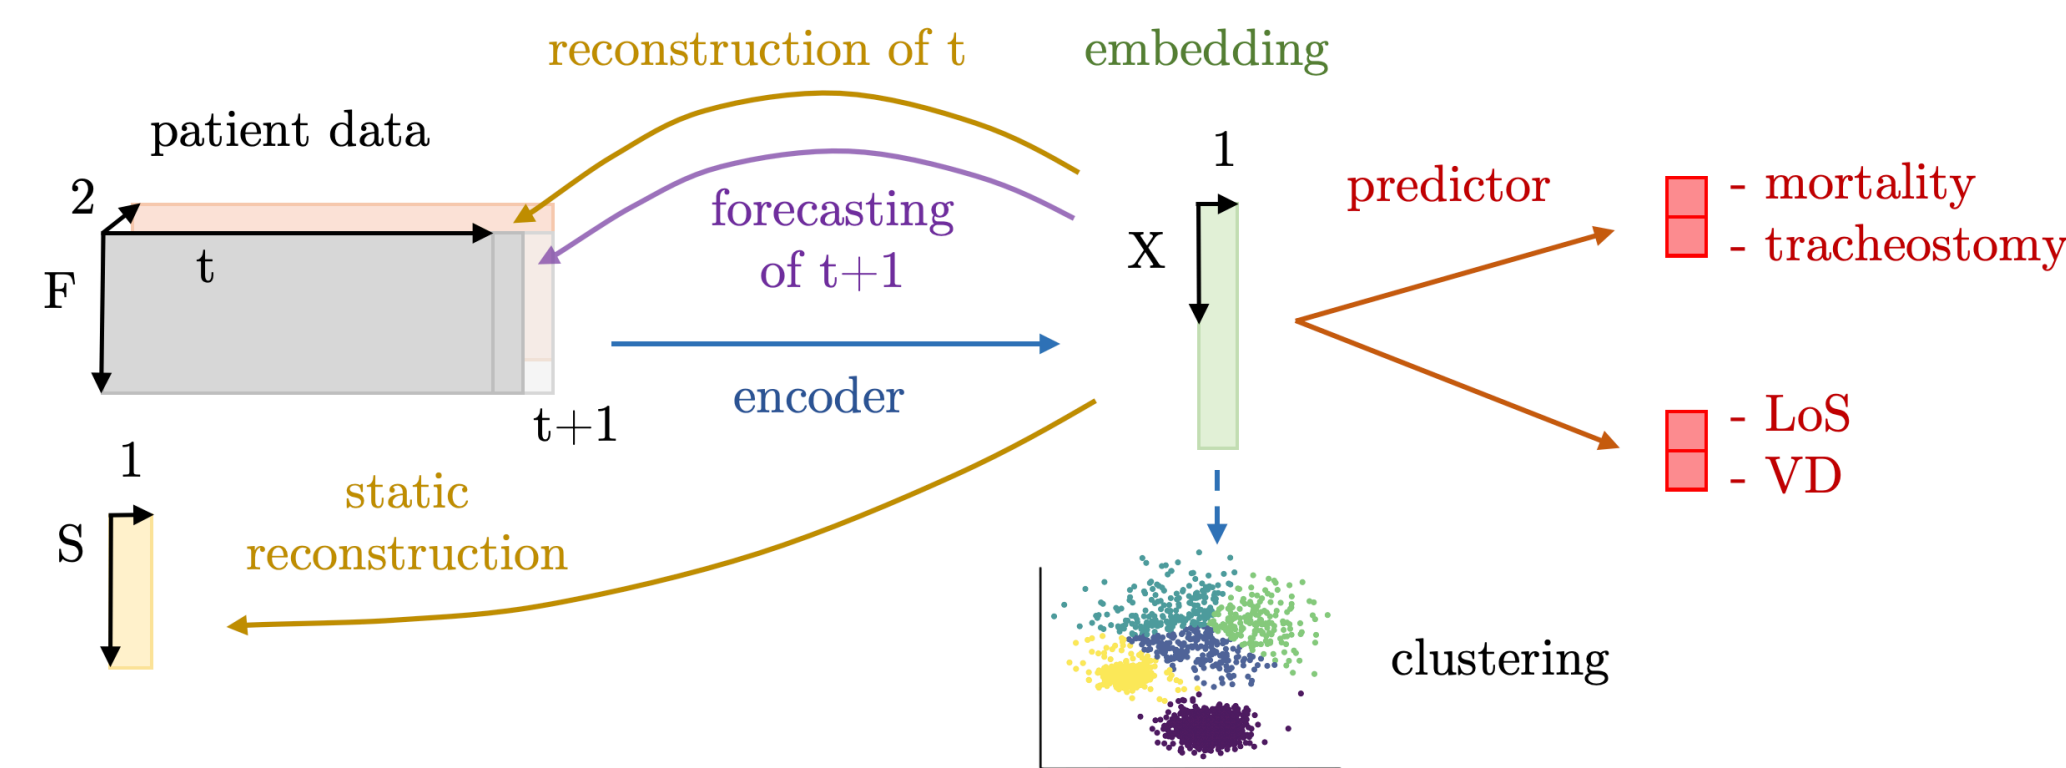 reconstruction of t
embedding
patient data
1
2
predictor
- mortality
forecasting
- tracheostomy
X
t
of t+1
F
encoder
t+1
- LoS
1
- VD
static
S
reconstruction
clustering